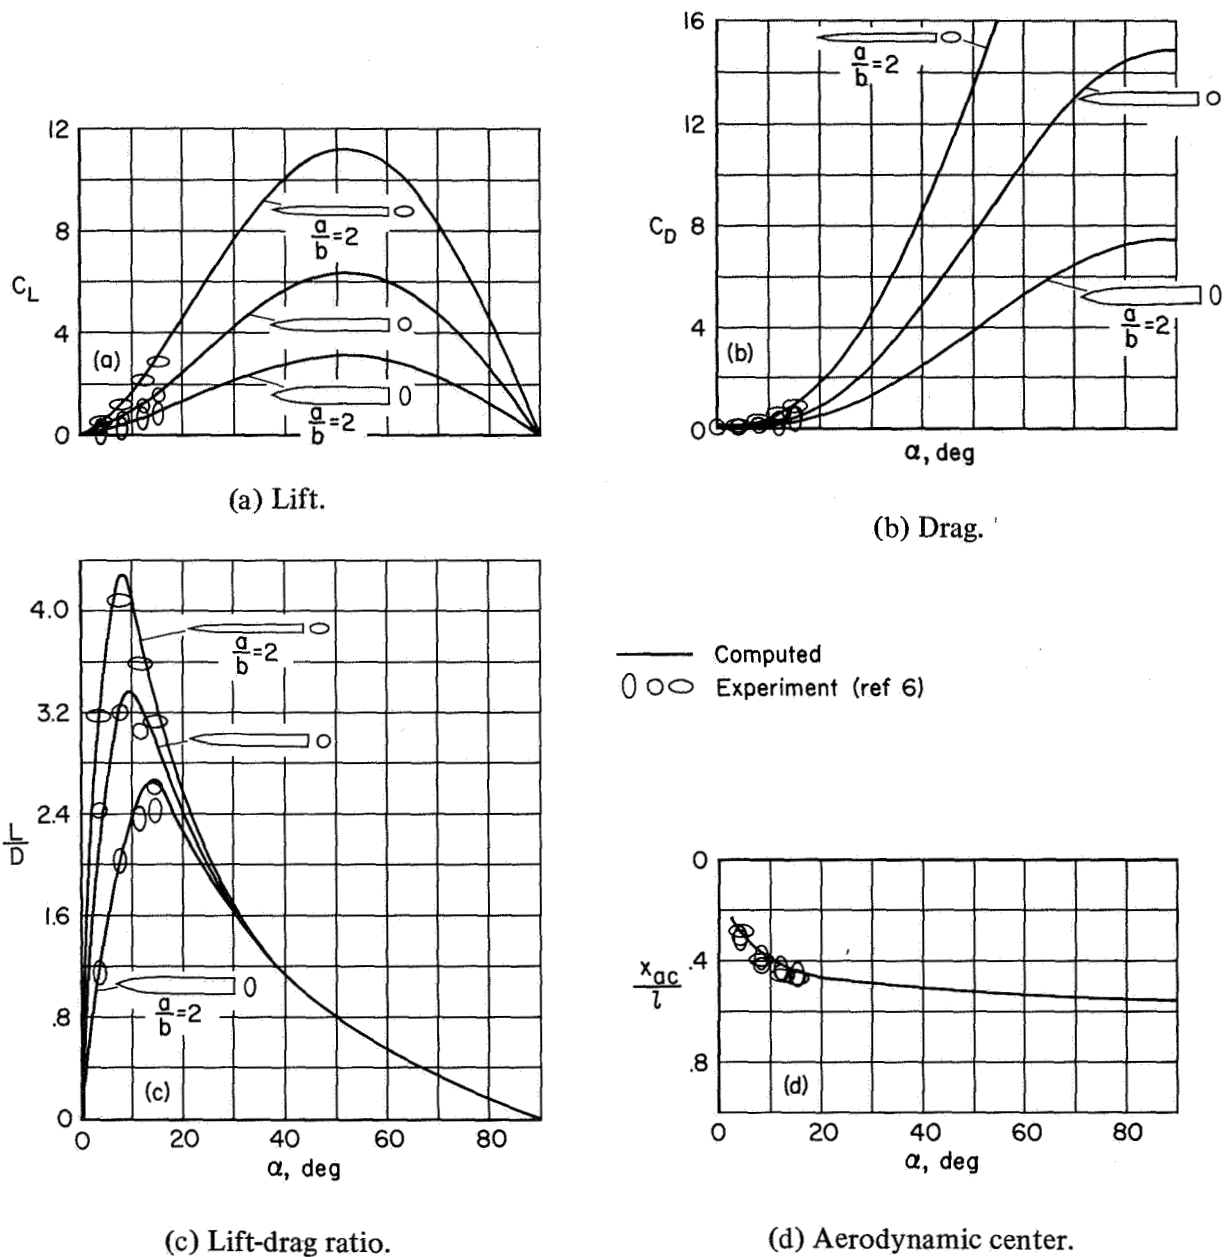 12
8
C_L
4
0
a/b=2
a/b=2
(a)
(a) Lift.
16
12
8
C_D
4
0
a/b=2
a/b=2
(b)
α, deg
(b) Drag.
4.0
3.2
2.4
L/D
1.6
.8
0
a/b=2
a/b=2
(c)
0 20 40 60 80
α, deg
(c) Lift-drag ratio.
Computed
Experiment (ref 6)
0
.4
x_ac/l
.8
(d)
0 20 40 60 80
α, deg
(d) Aerodynamic center.